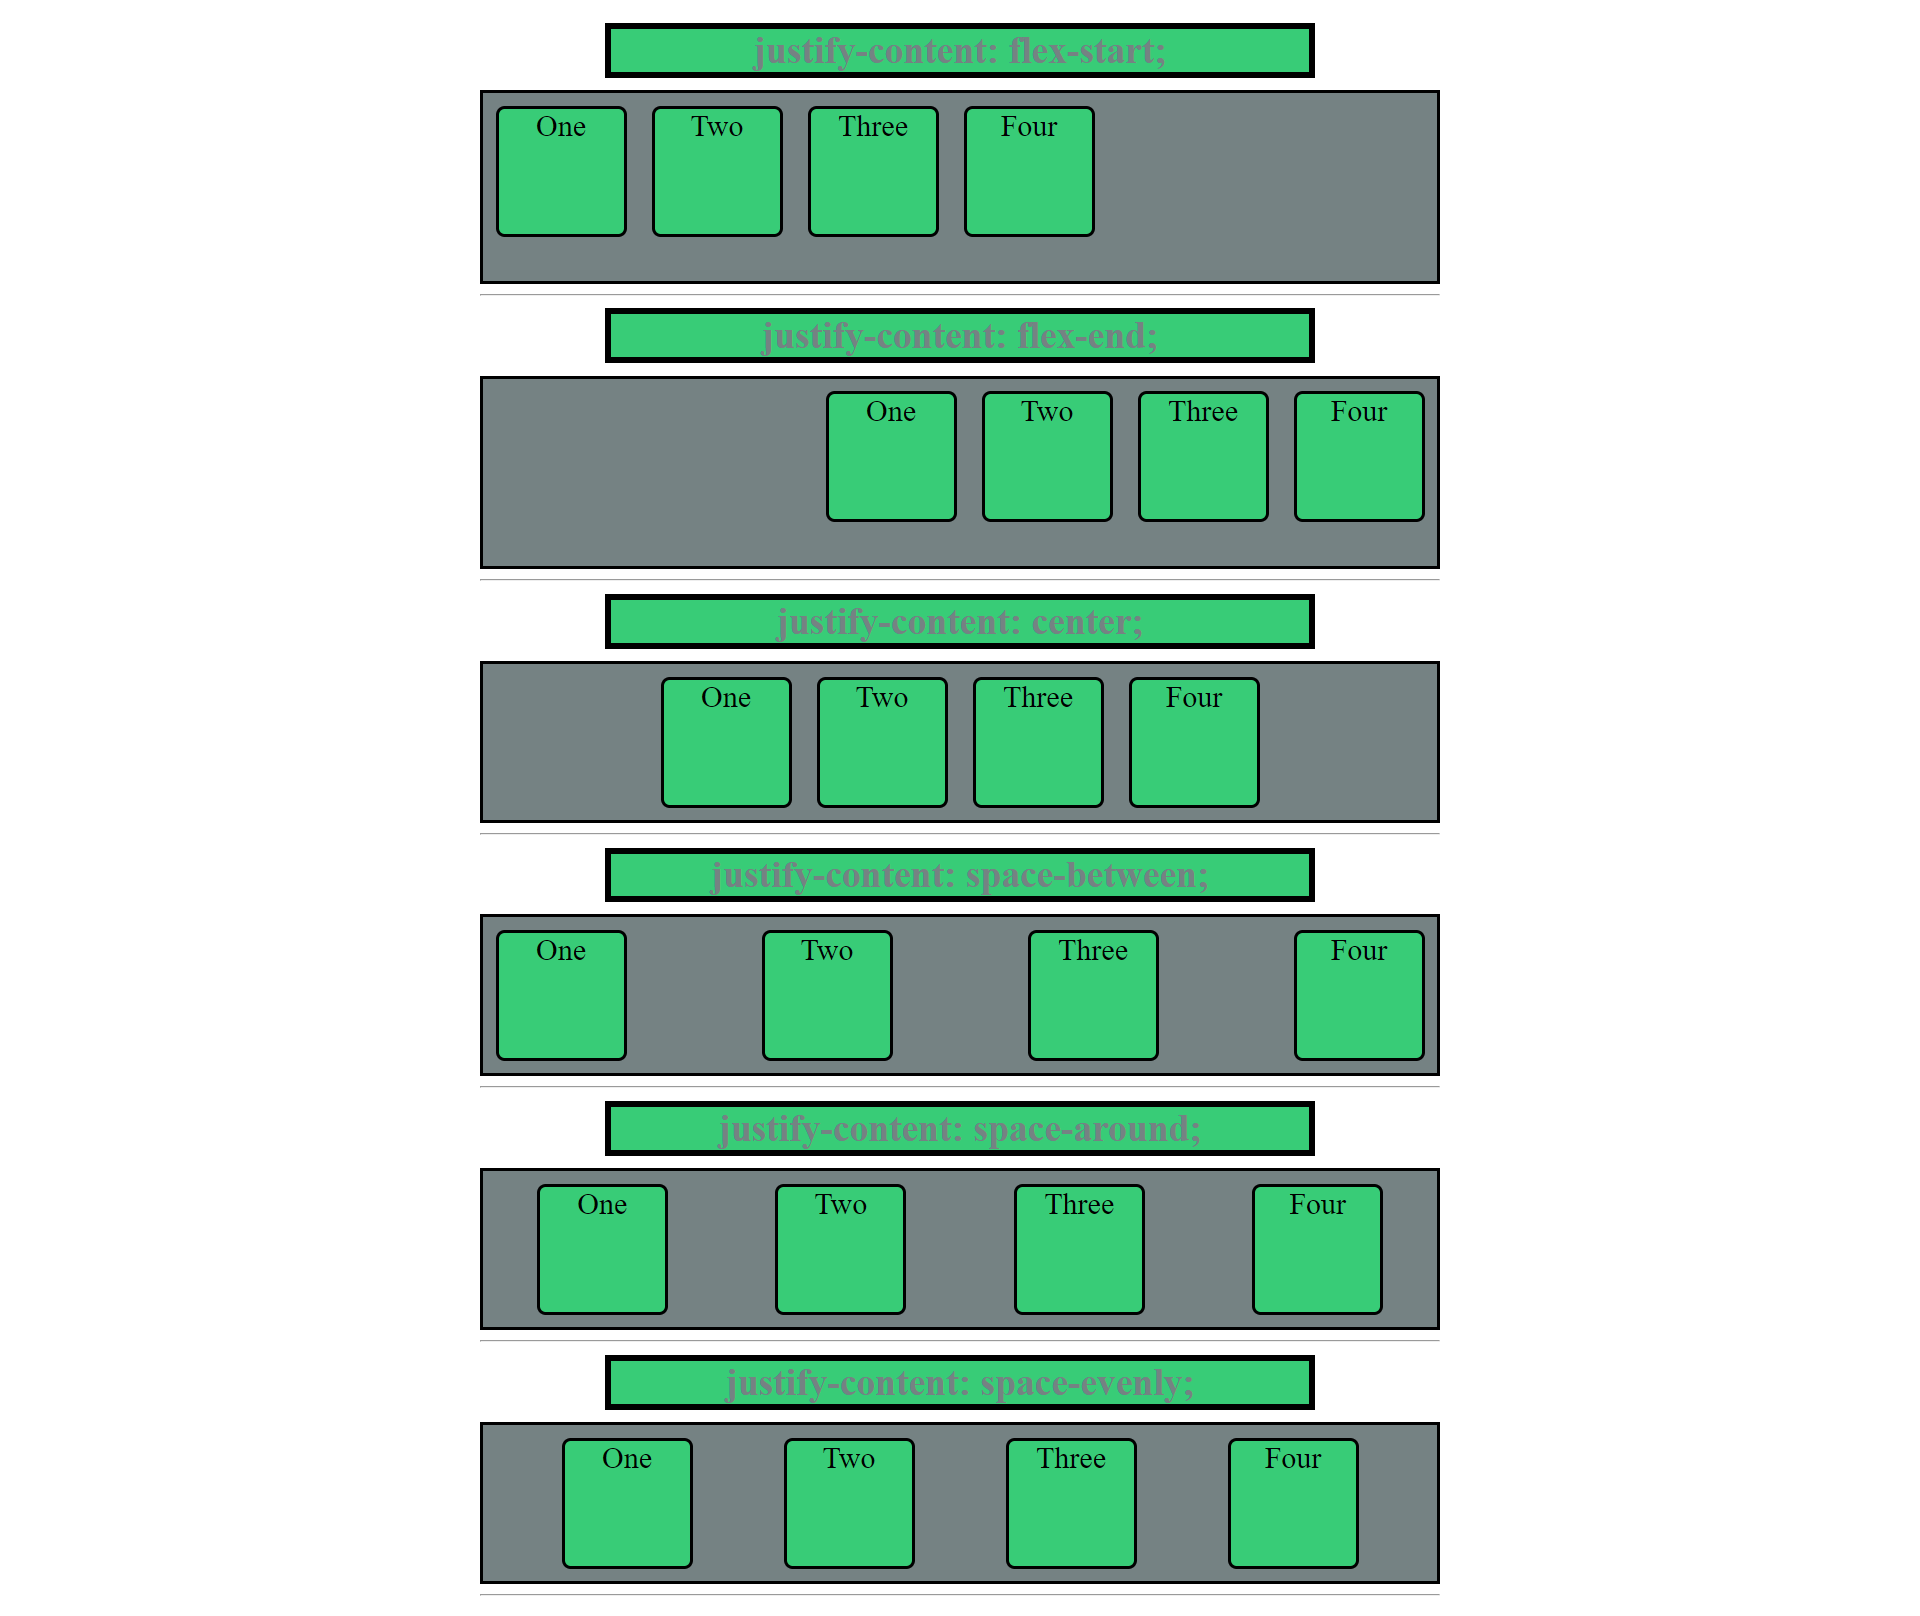 justify-content: flex-start;
One Two Three Four
justify-content: flex-end;
One Two Three Four
justify-content: center;
One Two Three Four
justify-content: space-between;
One Two Three Four
justify-content: space-around;
One Two Three Four
justify-content: space-evenly;
One Two Three Four